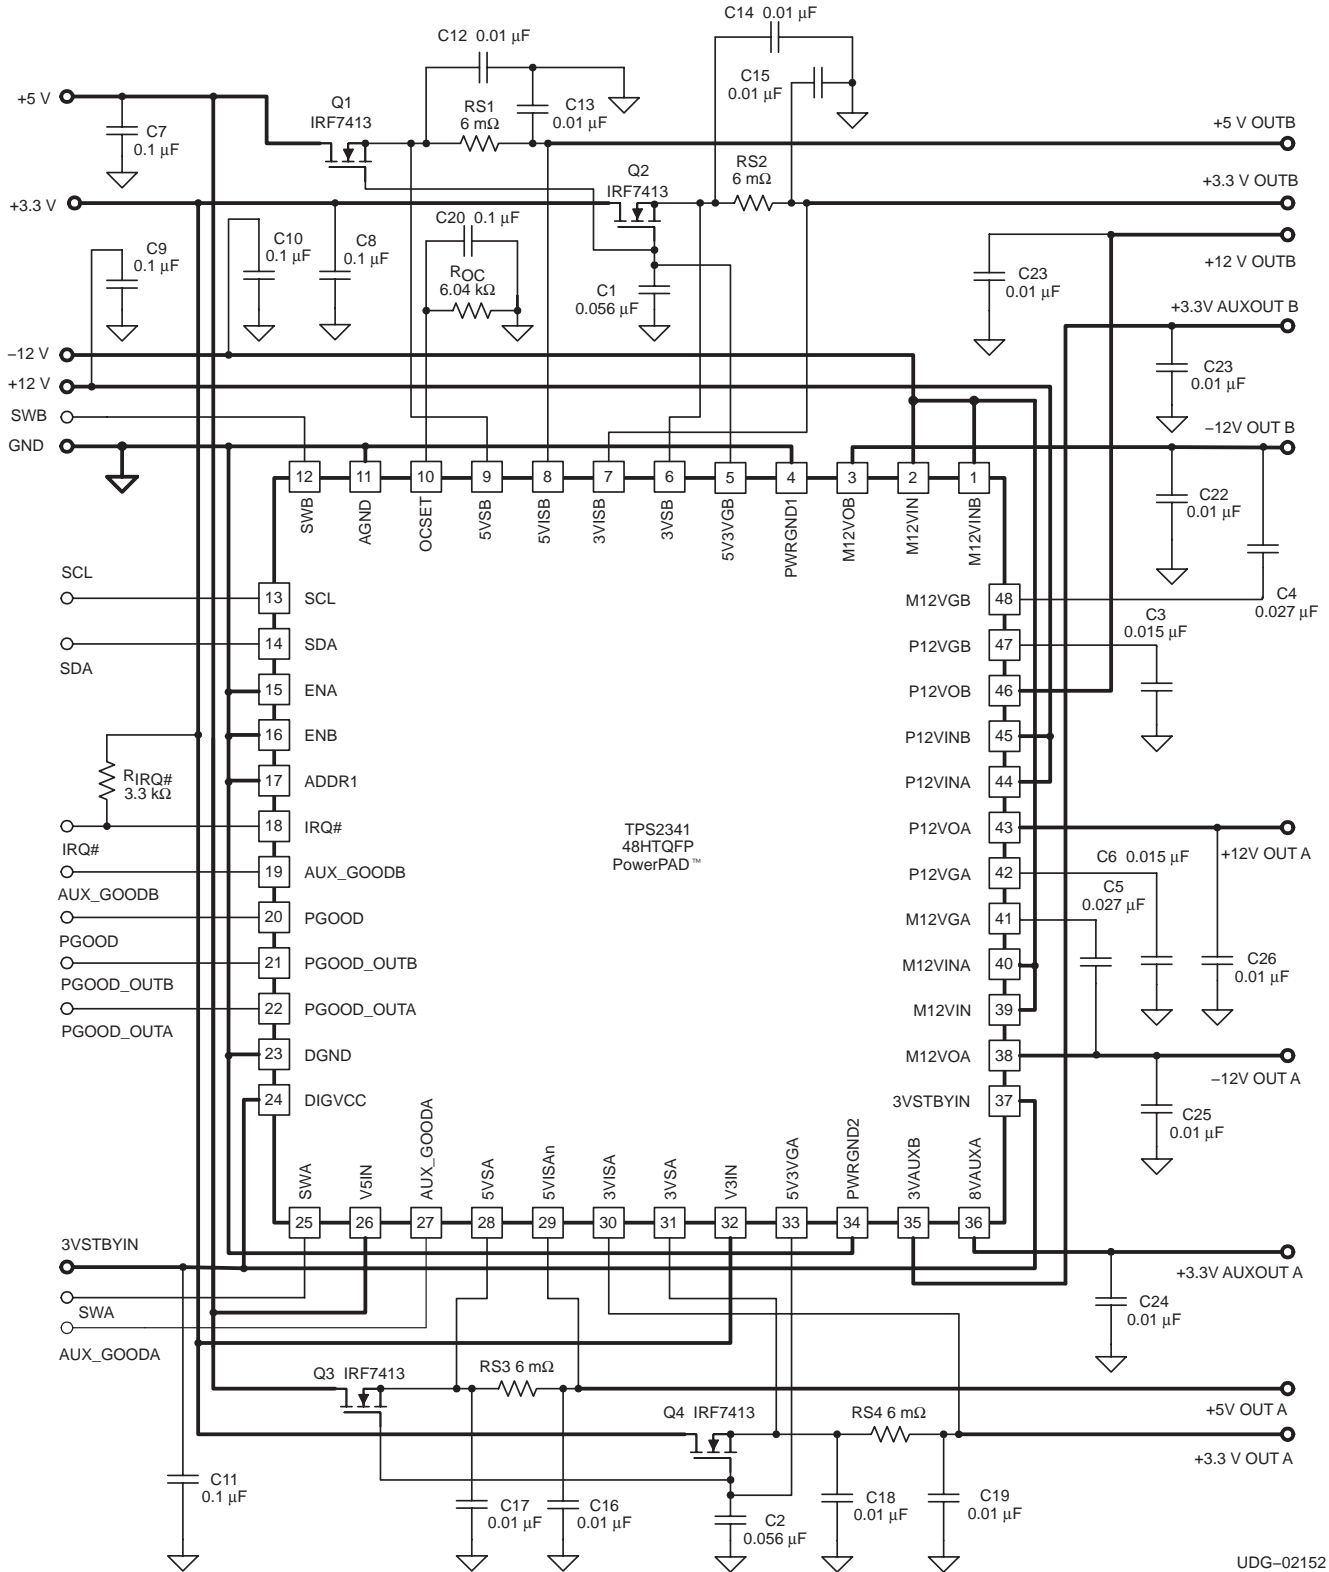 C14 0.01 µF
C12 0.01 µF
C15
0.01 µF
+5 V
Q1
IRF7413
RS1
6 mΩ
C13
0.01 µF
C7
0.1 µF
+5 V OUTB
RS2
6 mΩ
Q2
IRF7413
+3.3 V OUTB
+3.3 V
C20 0.1 µF
C10
0.1 µF
C8
0.1 µF
C9
0.1 µF
ROC
6.04 kΩ
C1
0.056 µF
C23
0.01 µF
+12 V OUTB
+3.3V AUXOUT B
–12 V
C23
0.01 µF
+12 V
SWB
–12V OUT B
GND
12
11
10
9
8
7
6
5
4
3
2
1
SWB
AGND
OCSET
5VSB
5VISB
3VISB
3VSB
5V3VGB
PWRGND1
M12VOB
M12VIN
M12VINB
C22
0.01 µF
SCL
13 SCL
M12VGB 48
C4
0.027 µF
C3
0.015 µF
14 SDA
P12VGB 47
SDA
15 ENA
P12VOB 46
16 ENB
P12VINB 45
RIRQ#
3.3 kΩ
17 ADDR1
P12VINA 44
18 IRQ#
TPS2341
48HTQFP
PowerPAD™
P12VOA 43
IRQ#
+12V OUT A
C6 0.015 µF
19 AUX_GOODB
P12VGA 42
AUX_GOODB
C5
0.027 µF
20 PGOOD
M12VGA 41
PGOOD
21 PGOOD_OUTB
M12VINA 40
C26
0.01 µF
PGOOD_OUTB
22 PGOOD_OUTA
M12VIN 39
PGOOD_OUTA
23 DGND
M12VOA 38
–12V OUT A
24 DIGVCC
3VSTBYIN 37
C25
0.01 µF
SWA
V5IN
AUX_GOODA
5VSA
5VISAn
3VISA
3VSA
V3IN
5V3VGA
PWRGND2
3VAUXB
8VAUXA
25
26
27
28
29
30
31
32
33
34
35
36
3VSTBYIN
+3.3V AUXOUT A
SWA
C24
0.01 µF
AUX_GOODA
Q3 IRF7413
RS3 6 mΩ
+5V OUT A
Q4 IRF7413
RS4 6 mΩ
+3.3 V OUT A
C11
0.1 µF
C17
0.01 µF
C16
0.01 µF
C2
0.056 µF
C18
0.01 µF
C19
0.01 µF
UDG–02152